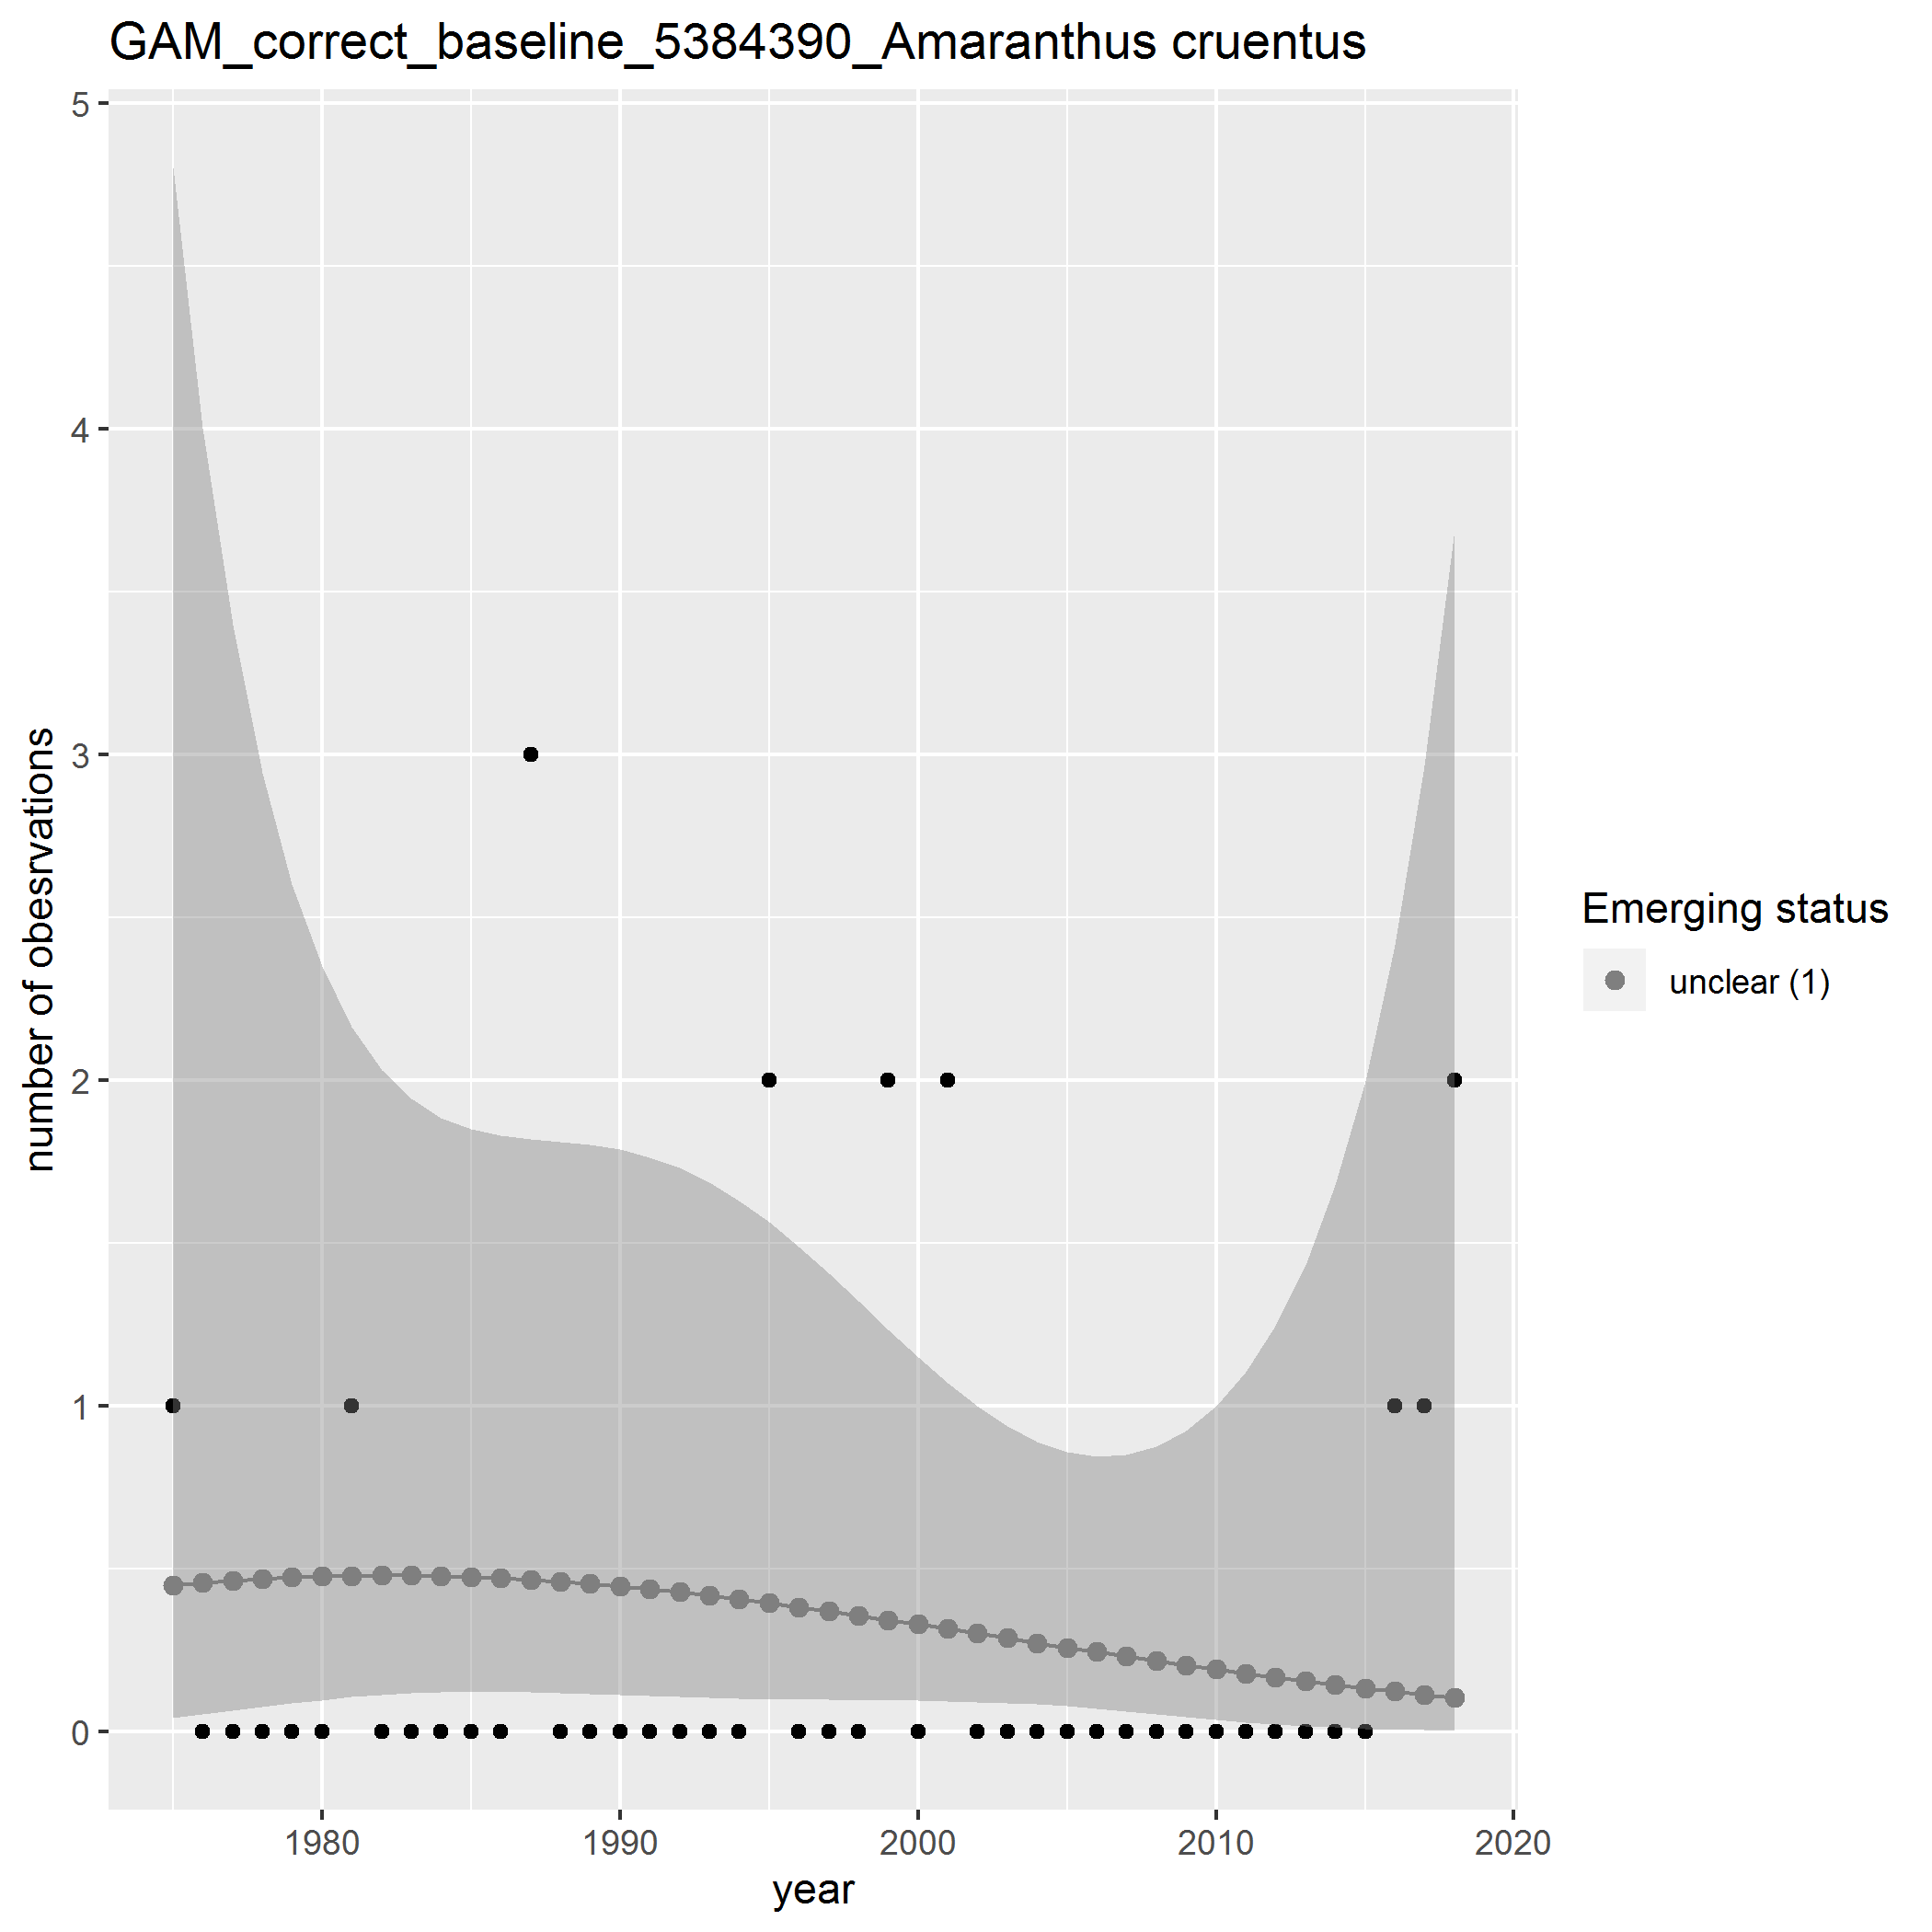 GAM_correct_baseline_5384390_Amaranthus cruentus
5
4
3
2
1
0
number of obesrvations
1980 1990 2000 2010 2020
year
Emerging status
unclear (1)